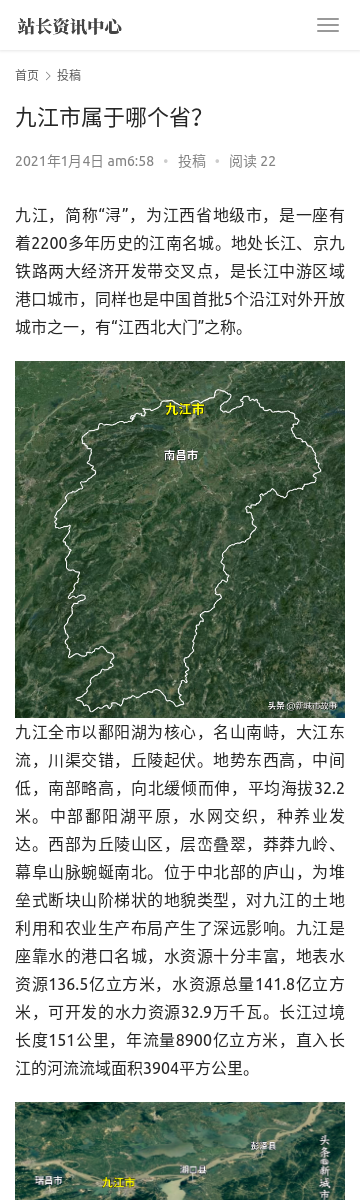 站长资讯中心
首页 > 投稿
九江市属于哪个省？
2021年1月4日 am6:58 • 投稿 • 阅读 22
九江，简称“浔”，为江西省地级市，是一座有
着2200多年历史的江南名城。地处长江、京九
铁路两大经济开发带交叉点，是长江中游区域
港口城市，同样也是中国首批5个沿江对外开放
城市之一，有“江西北大门”之称。
九江市
南昌市
头条 @新城市故事
九江全市以鄱阳湖为核心，名山南峙，大江东
流，川渠交错，丘陵起伏。地势东西高，中间
低，南部略高，向北缓倾而伸，平均海拔32.2
米。中部鄱阳湖平原，水网交织，种养业发
达。西部为丘陵山区，层峦叠翠，莽莽九岭、
幕阜山脉蜿蜒南北。位于中北部的庐山，为堆
垒式断块山阶梯状的地貌类型，对九江的土地
利用和农业生产布局产生了深远影响。九江是
座靠水的港口名城，水资源十分丰富，地表水
资源136.5亿立方米，水资源总量141.8亿立方
米，可开发的水力资源32.9万千瓦。长江过境
长度151公里，年流量8900亿立方米，直入长
江的河流流域面积3904平方公里。
彭泽县
湖口县
瑞昌市
九江市
头条@新城市